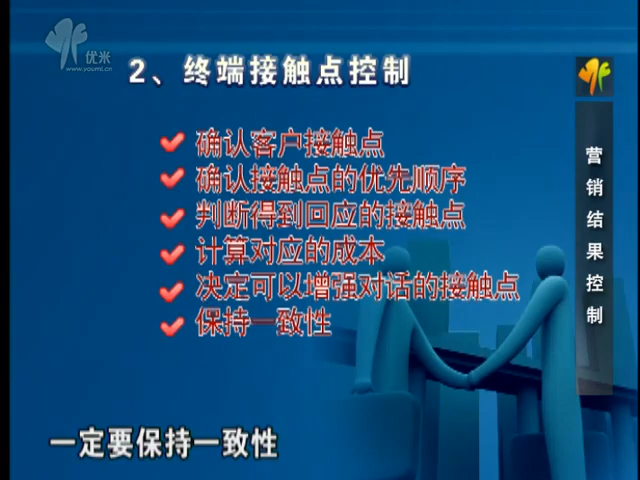 优米
www.youmi.cn
2、终端接触点控制
确认客户接触点
确认接触点的优先顺序
判断得到回应的接触点
计算对应的成本
决定可以增强对话的接触点
保持一致性
营销结果控制
一定要保持一致性